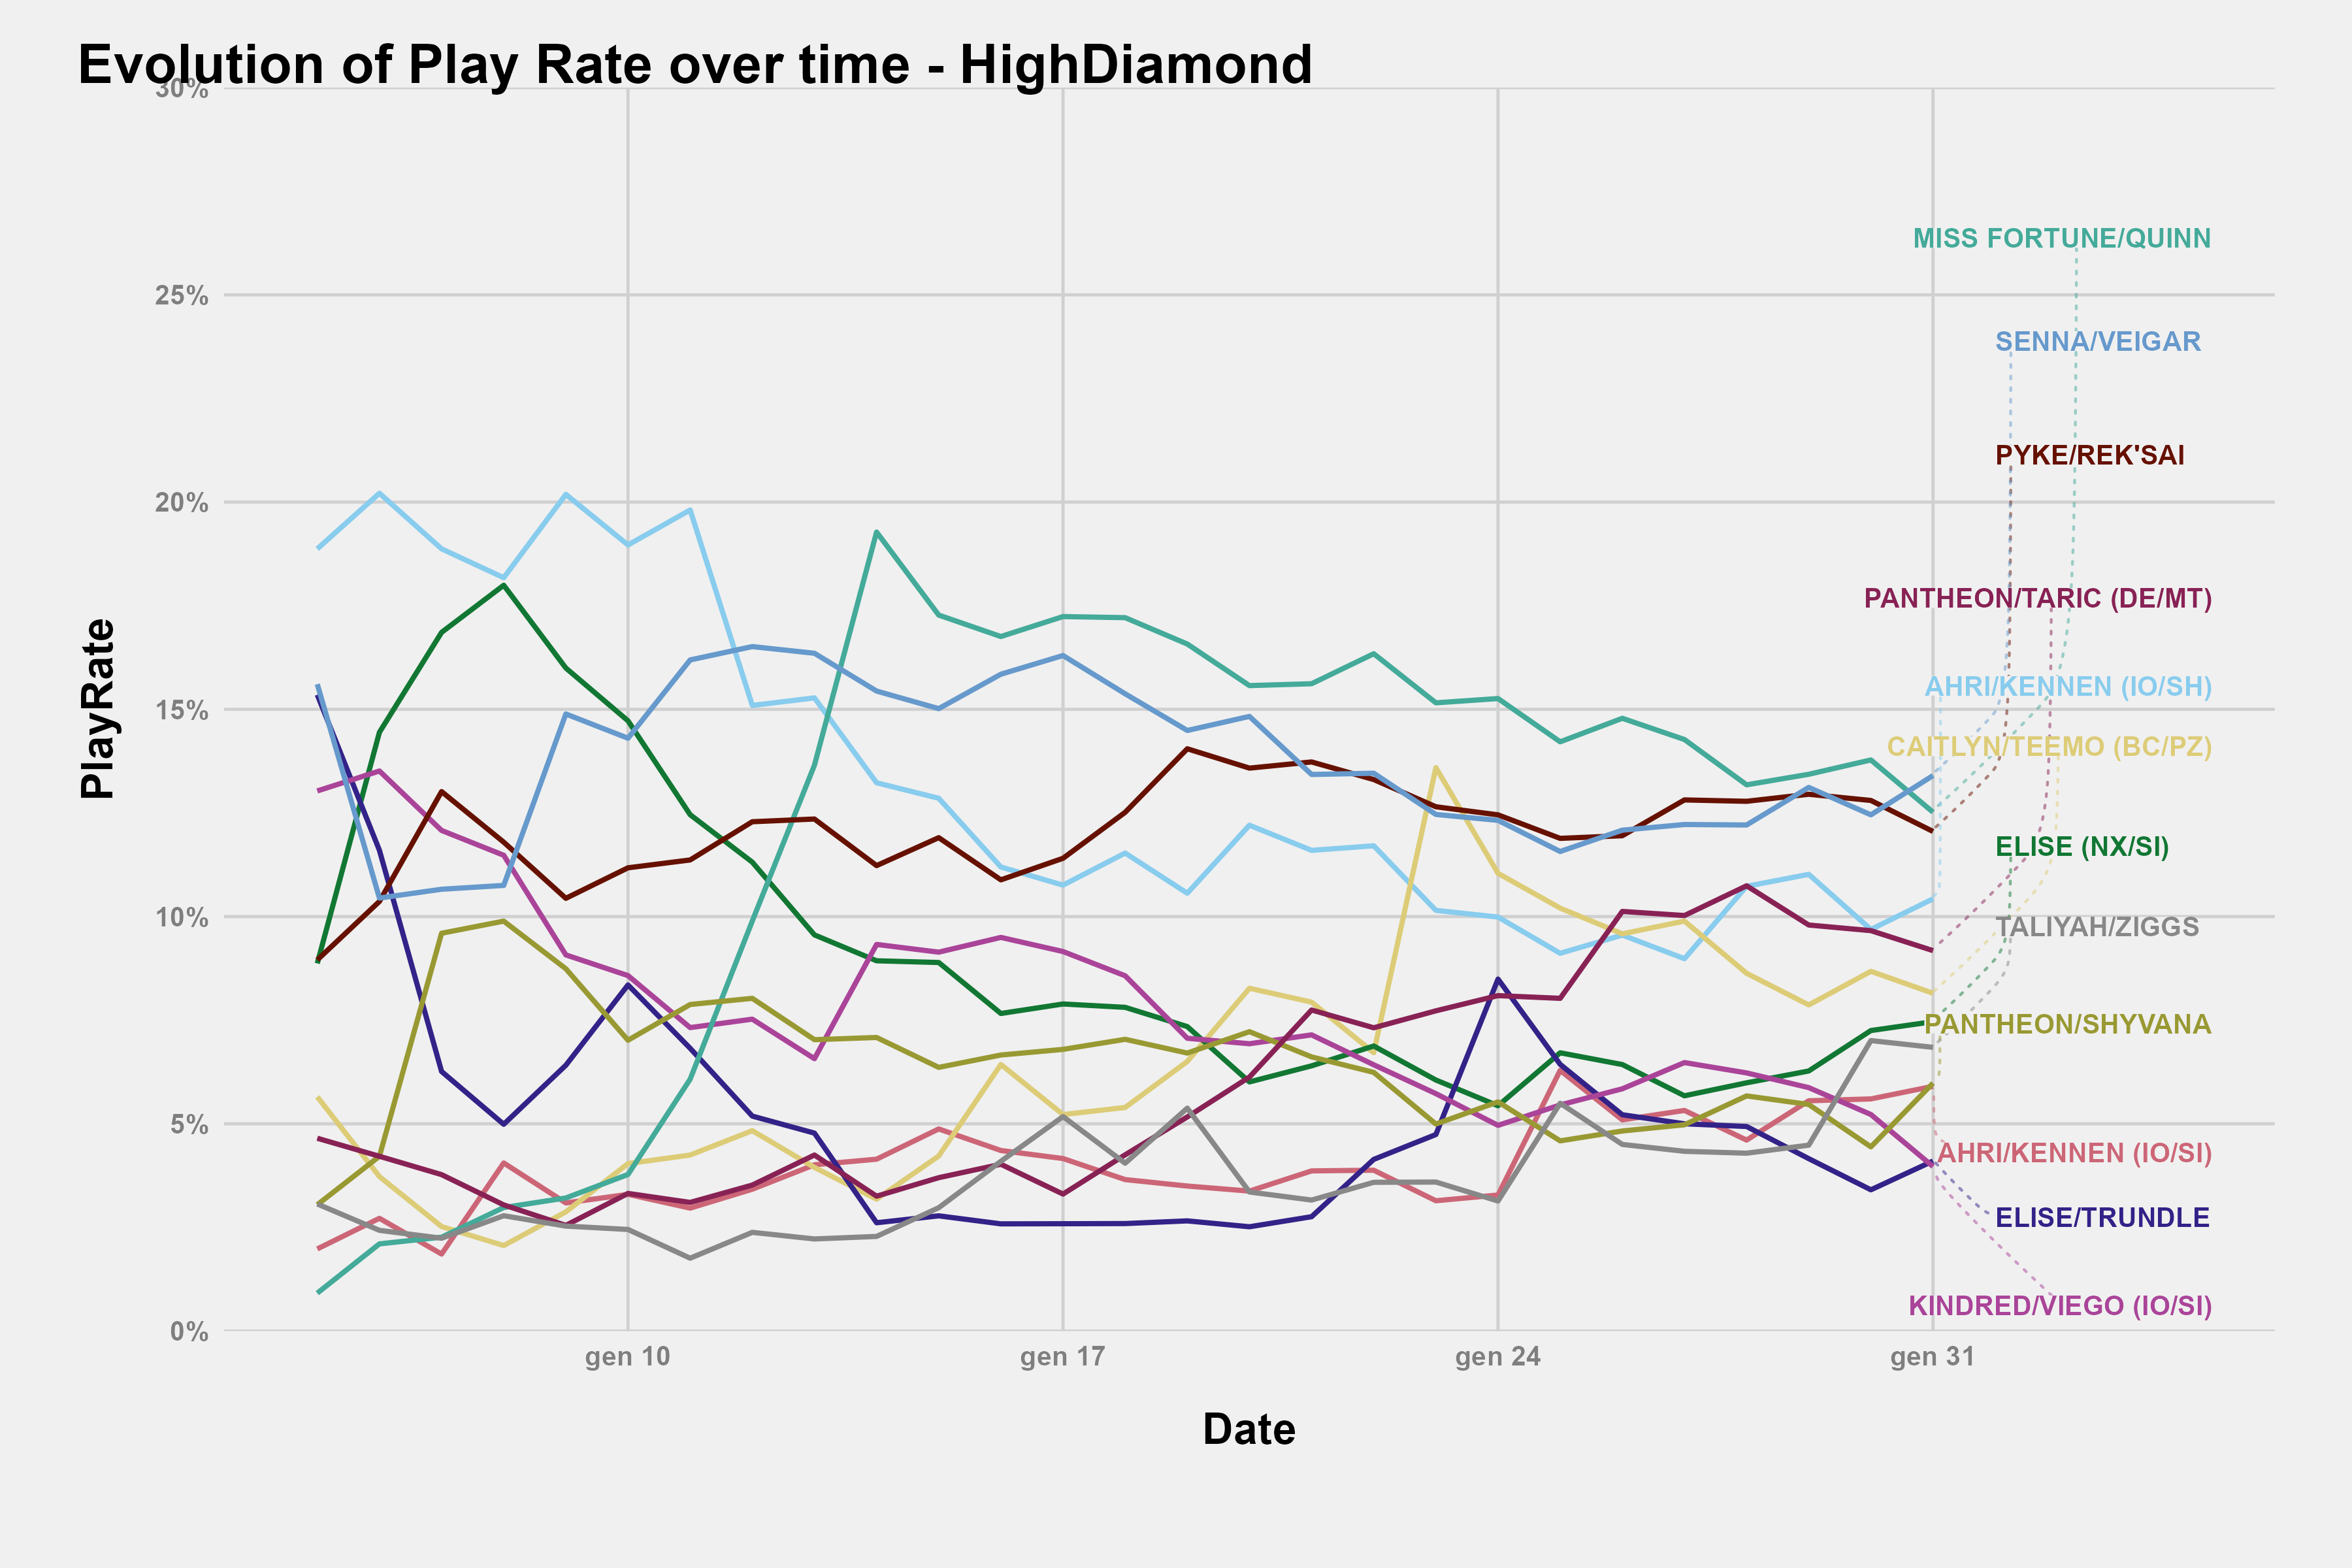 Evolution of Play Rate over time - HighDiamond
30%
25%
20%
15%
10%
5%
0%
PlayRate
MISS FORTUNE/QUINN
SENNA/VEIGAR
PYKE/REK'SAI
PANTHEON/TARIC (DE/MT)
AHRI/KENNEN (IO/SH)
CAITLYN/TEEMO (BC/PZ)
ELISE (NX/SI)
TALIYAH/ZIGGS
PANTHEON/SHYVANA
AHRI/KENNEN (IO/SI)
ELISE/TRUNDLE
KINDRED/VIEGO (IO/SI)
gen 10 gen 17 gen 24 gen 31
Date